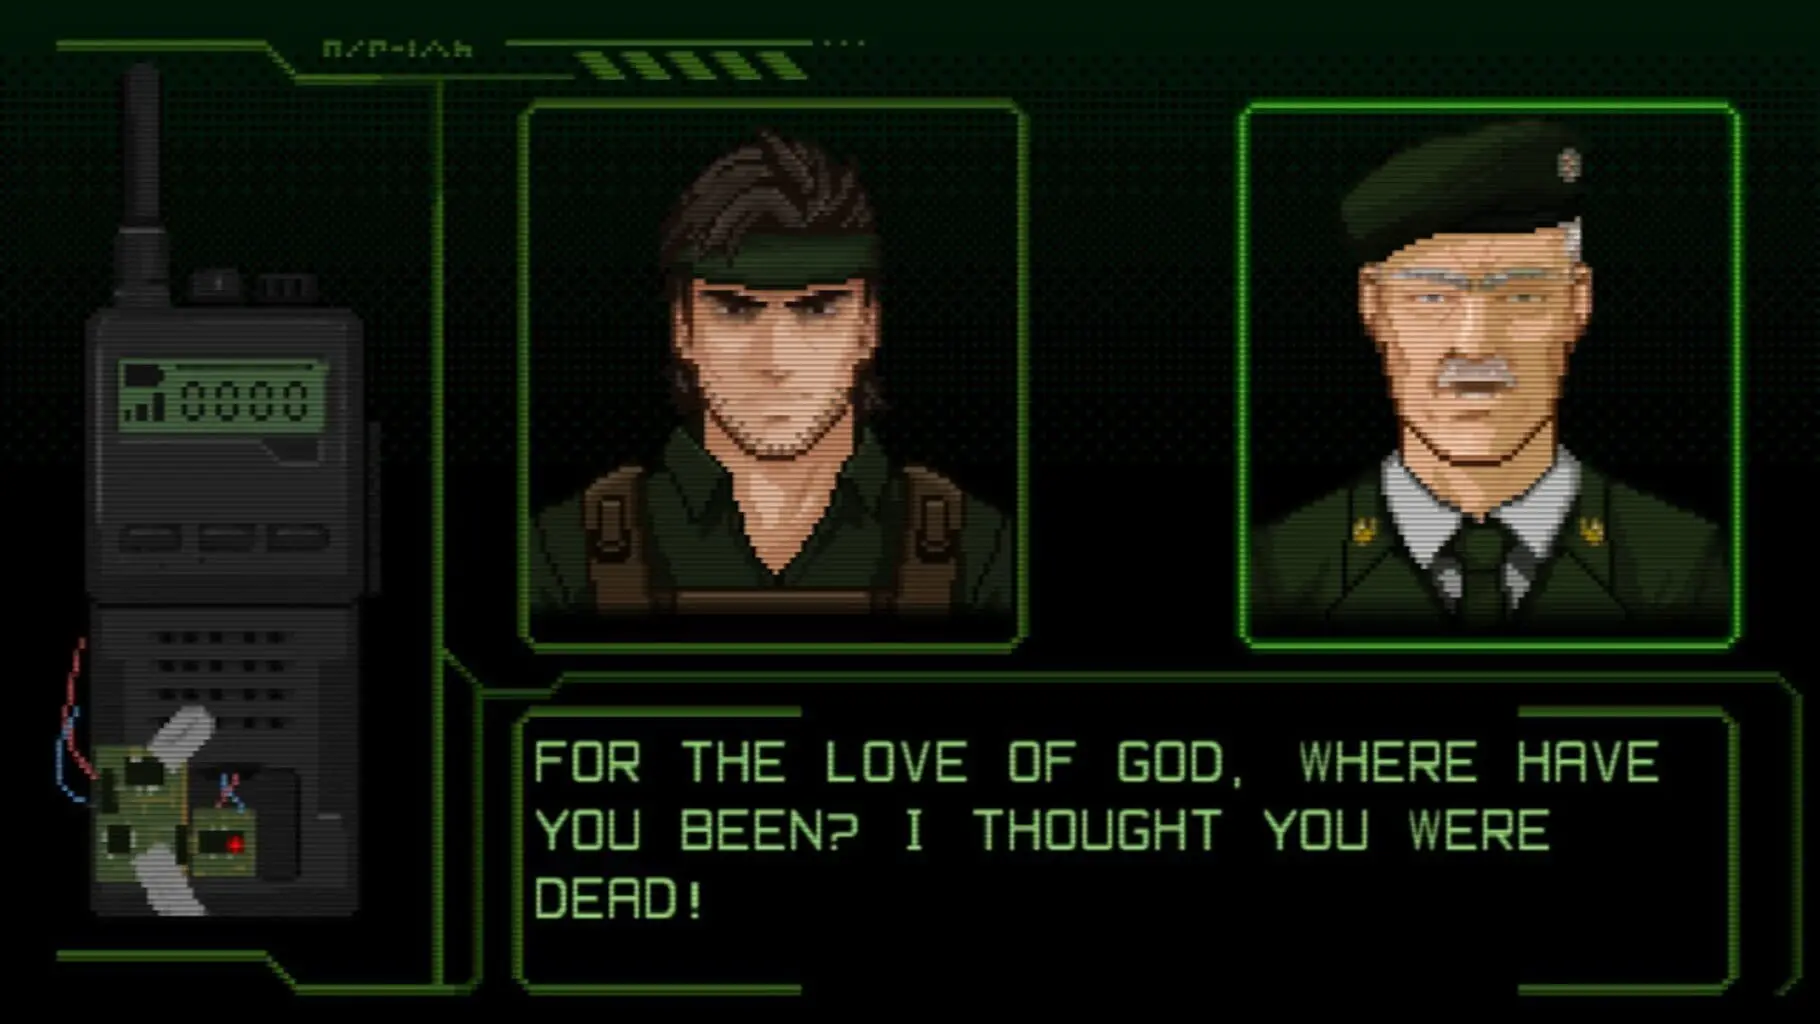 0000
FOR THE LOVE OF GOD, WHERE HAVE
YOU BEEN? I THOUGHT YOU WERE
DEAD!